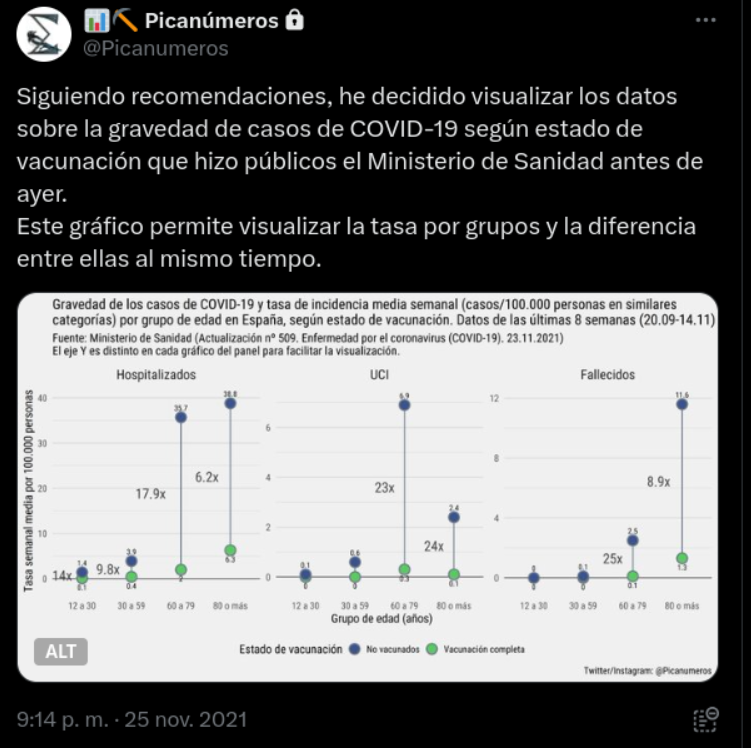 Picanúmeros
@Picanumeros
Siguiendo recomendaciones, he decidido visualizar los datos
sobre la gravedad de casos de COVID-19 según estado de
vacunación que hizo públicos el Ministerio de Sanidad antes de
ayer.
Este gráfico permite visualizar la tasa por grupos y la diferencia
entre ellas al mismo tiempo.
Gravedad de los casos de COVID-19 y tasa de incidencia media semanal (casos/100.000 personas en similares
categorías) por grupo de edad en España, según estado de vacunación. Datos de las últimas 8 semanas (20.09-14.11)
Fuente: Ministerio de Sanidad (Actualización nº 509. Enfermedad por el coronavirus (COVID-19). 23.11.2021)
El eje Y es distinto en cada gráfico del panel para facilitar la visualización.
Hospitalizados
Tasa semanal media por 100.000 personas
40
30
20
10
0
1.4
0.1
14x
3.9
0.4
9.8x
35.7
2
17.9x
38.8
6.3
6.2x
12 a 30
30 a 59
60 a 79
80 o más
UCI
6
4
2
0
0.1
0
0.6
0
6.9
0.3
23x
2.4
0.1
24x
12 a 30
30 a 59
60 a 79
80 o más
Grupo de edad (años)
Fallecidos
12
8
4
0
0
0
0.1
0
2.5
0.1
25x
11.6
1.3
8.9x
12 a 30
30 a 59
60 a 79
80 o más
ALT
Estado de vacunación No vacunados Vacunación completa
Twitter/Instagram: @Picanumeros
9:14 p. m. · 25 nov. 2021